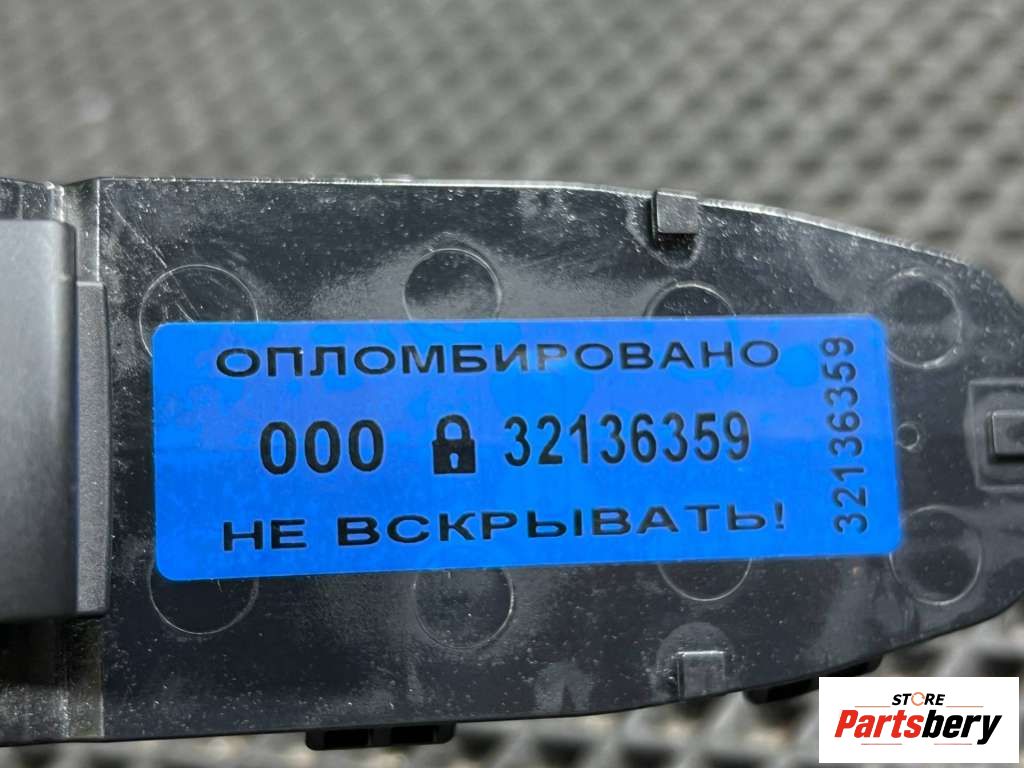 ОПЛОМБИРОВАНО
000 32136359
НЕ ВСКРЫВАТЬ!
32136359
STORE
Partsbery